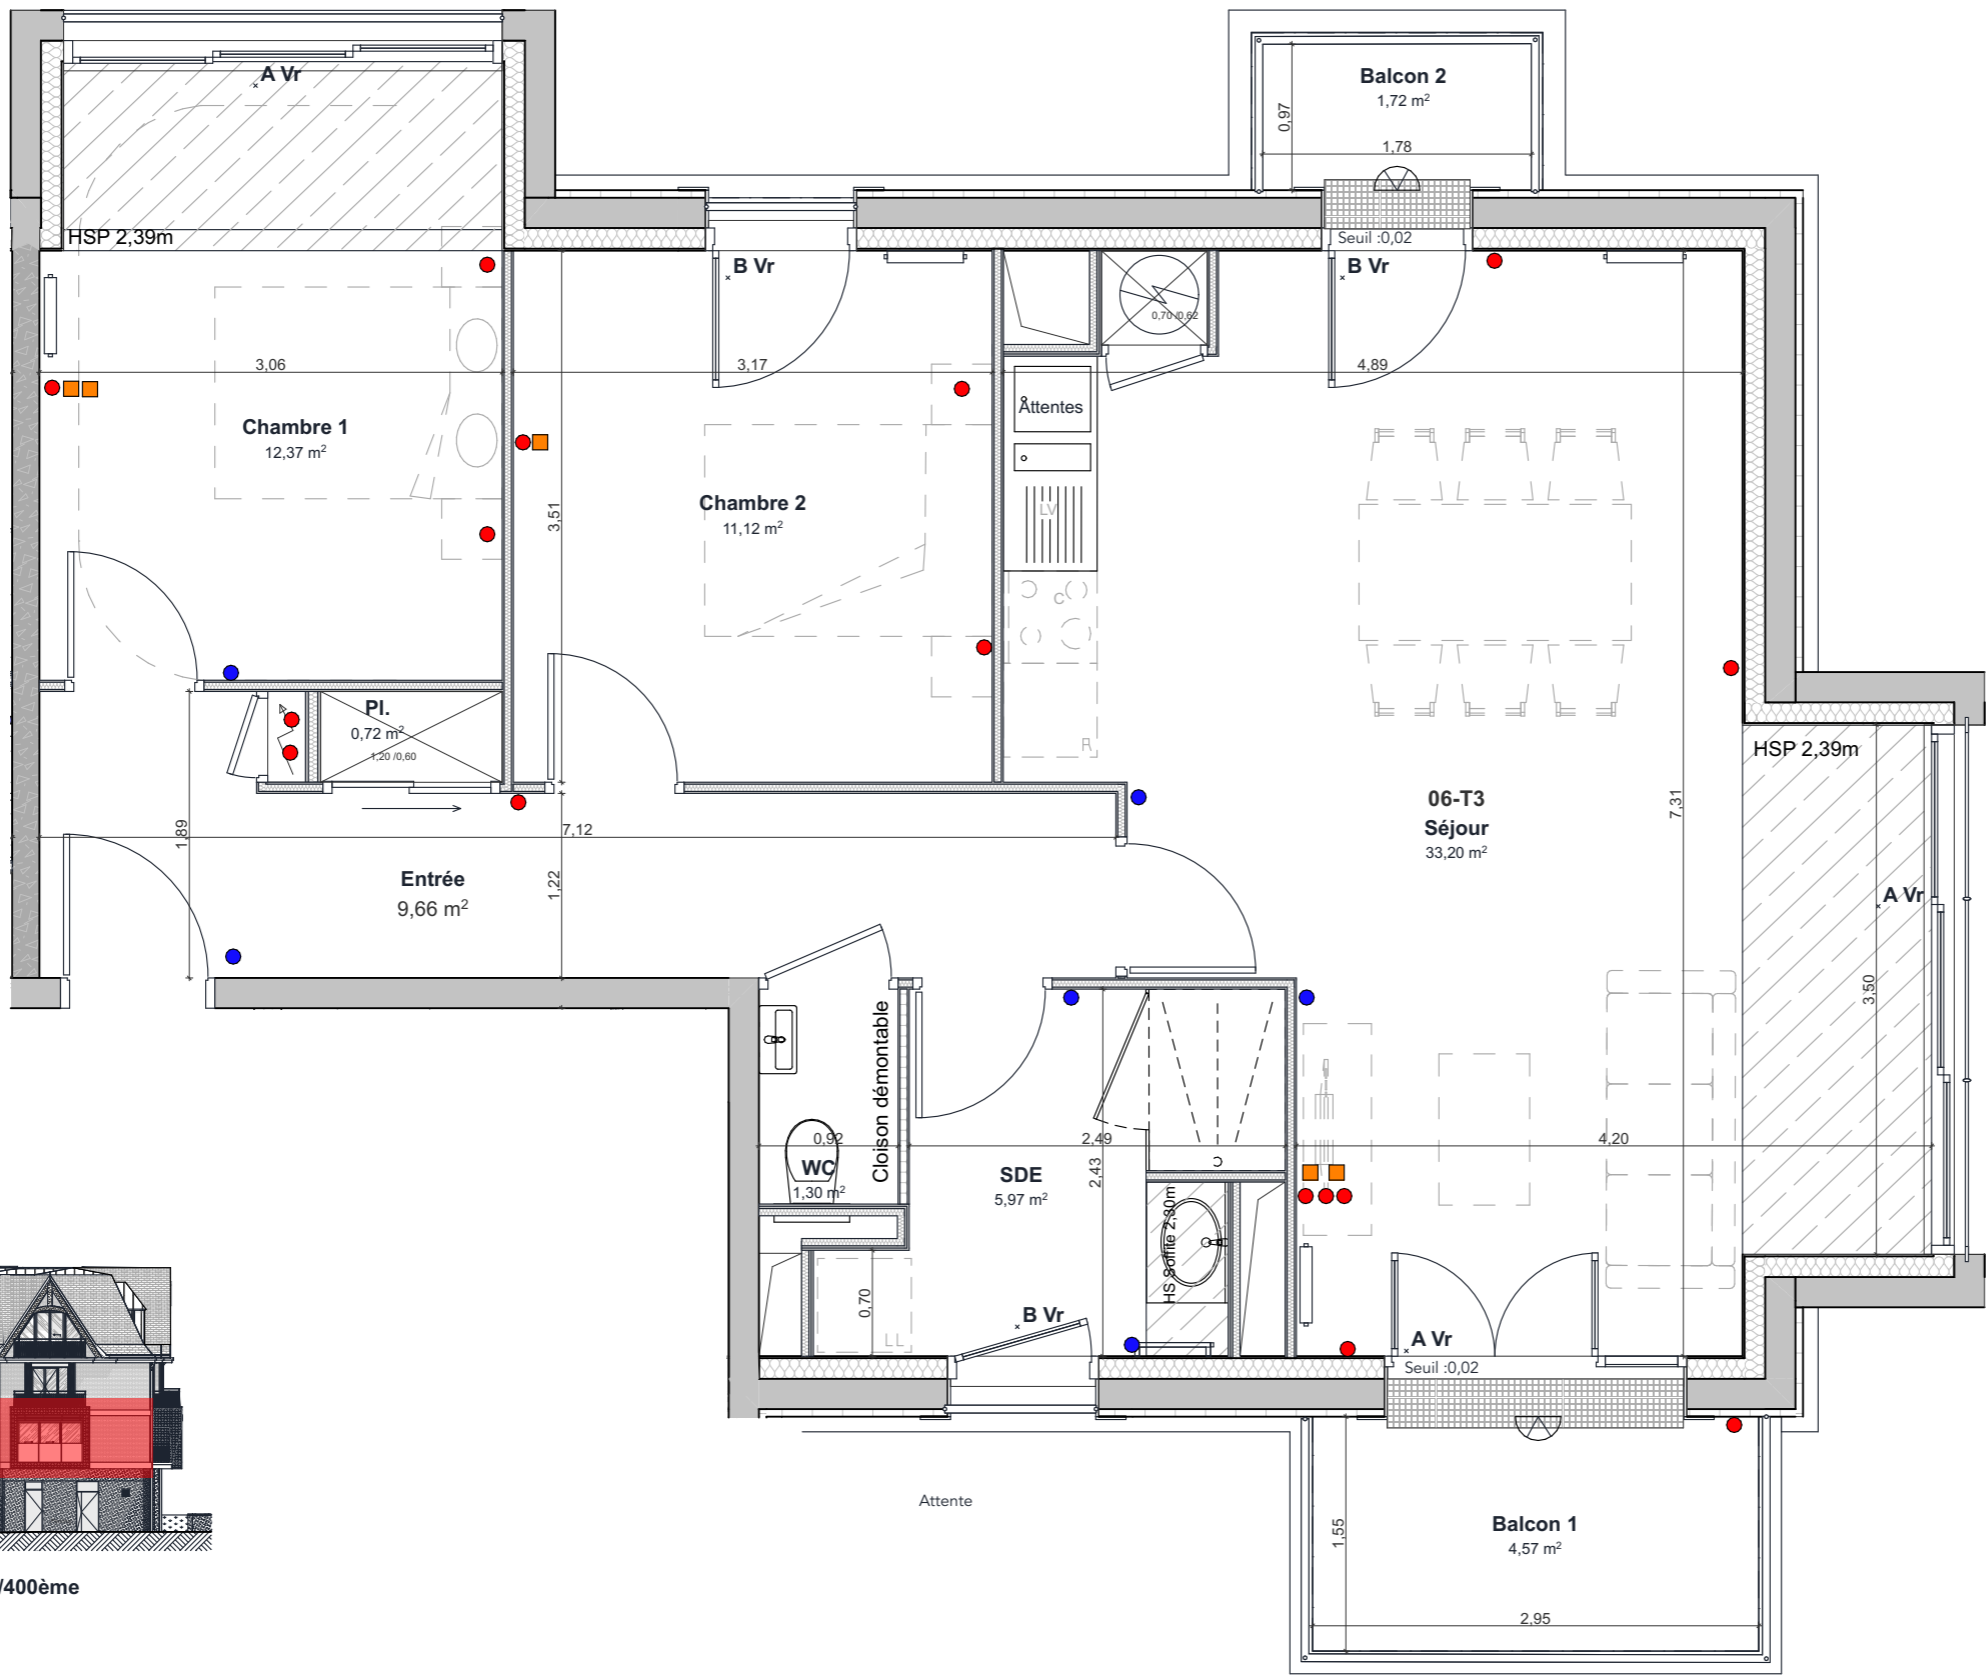 A Vr
Balcon 2
1,72 m²
0,97
1,78
HSP 2,39m
B Vr
Seuil :0,02
B Vr
0,70 /0,62
3,06
3,17
4,89
Attentes
Chambre 1
12,37 m²
LV
Chambre 2
11,12 m²
3,51
C
R
Pl.
0,72 m²
1,20 /0,60
HSP 2,39m
06-T3
Séjour
33,20 m²
7,31
1,89
7,12
1,22
Entrée
9,66 m²
A Vr
3,50
Cloison démontable
0,92
2,49
4,20
WC
1,30 m²
SDE
5,97 m²
2,43
HS Soffite 2,30m
0,70
LL
B Vr
A Vr
Seuil :0,02
Attente
1,55
Balcon 1
4,57 m²
2,95
/400ème